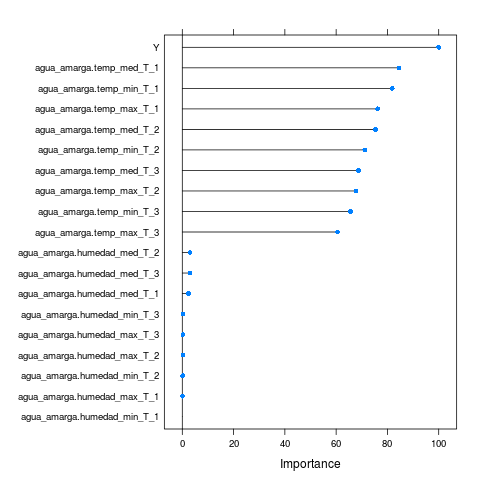 Y
agua_amarga.temp_med_T_1
agua_amarga.temp_min_T_1
agua_amarga.temp_max_T_1
agua_amarga.temp_med_T_2
agua_amarga.temp_min_T_2
agua_amarga.temp_med_T_3
agua_amarga.temp_max_T_2
agua_amarga.temp_min_T_3
agua_amarga.temp_max_T_3
agua_amarga.humedad_med_T_2
agua_amarga.humedad_med_T_3
agua_amarga.humedad_med_T_1
agua_amarga.humedad_min_T_3
agua_amarga.humedad_max_T_3
agua_amarga.humedad_max_T_2
agua_amarga.humedad_min_T_2
agua_amarga.humedad_max_T_1
agua_amarga.humedad_min_T_1
0 20 40 60 80 100
Importance